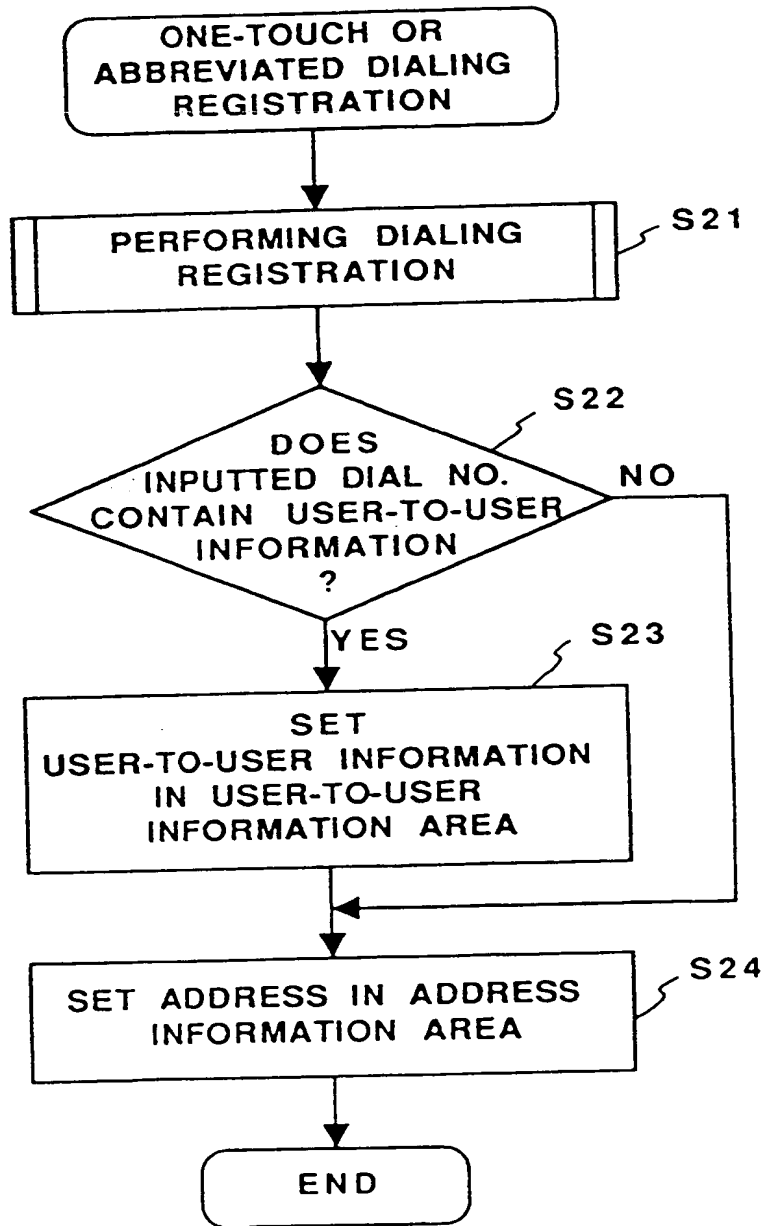 ONE-TOUCH OR
ABBREVIATED DIALING
REGISTRATION
PERFORMING DIALING
REGISTRATION
S21
S22
DOES
INPUTTED DIAL NO.
CONTAIN USER-TO-USER
INFORMATION
?
NO
YES
S23
SET
USER-TO-USER INFORMATION
IN USER-TO-USER
INFORMATION AREA
S24
SET ADDRESS IN ADDRESS
INFORMATION AREA
END